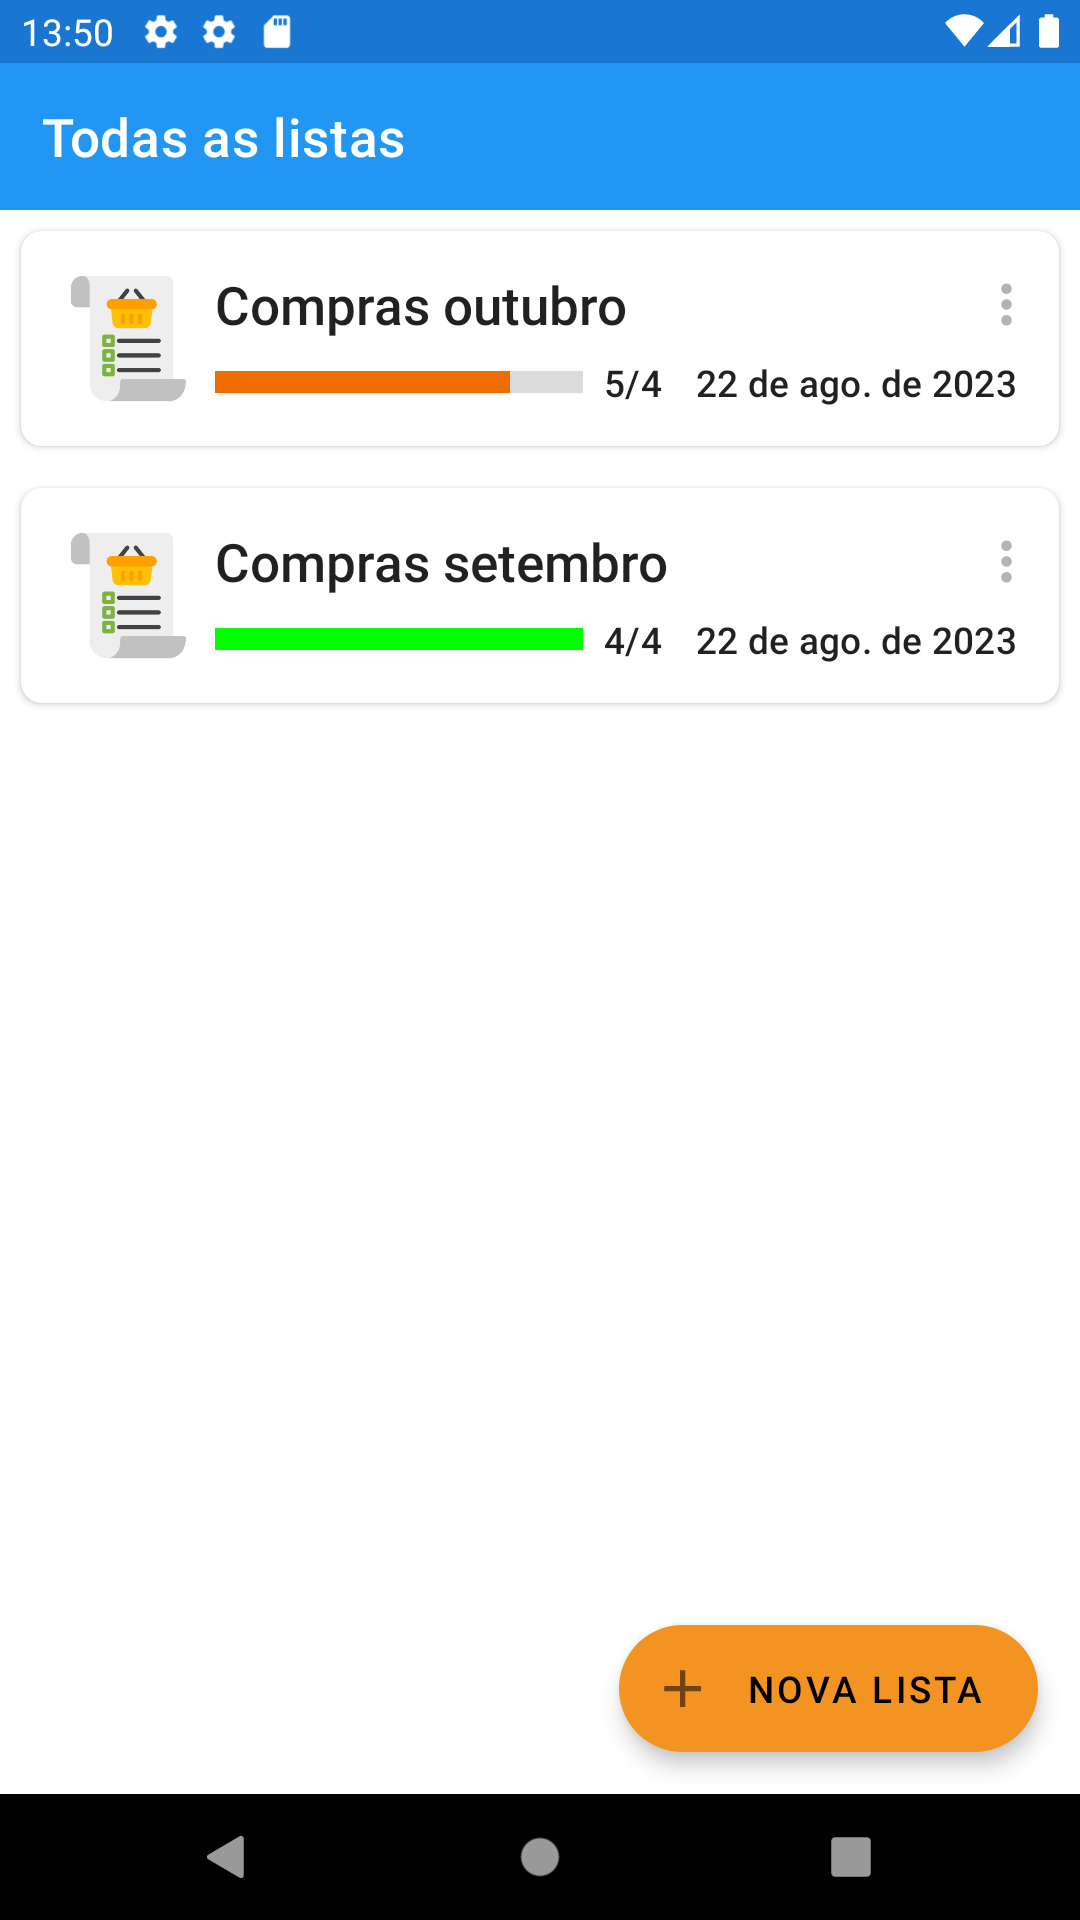 13:50
Todas as listas
Compras outubro
5/4 22 de ago. de 2023
Compras setembro
4/4 22 de ago. de 2023
NOVA LISTA